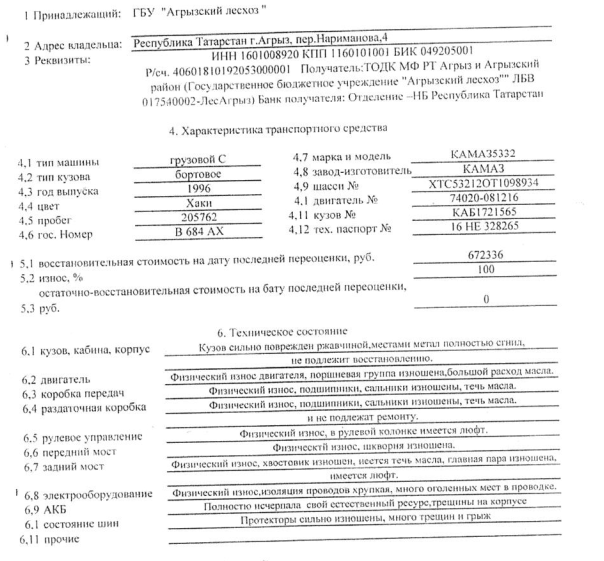 1 Принадлежащий: ГБУ "Агрызский лесхоз"
2 Адрес владельца: Республика Татарстан г.Агрыз, пер.Нариманова,4
3 Реквизиты: ИНН 1601008920 КПП 1160101001 БИК 049205001
Р/сч. 40601810192053000001 Получатель:ТОДК МФ РТ Агрыз и Агрызский
район (Государственное бюджетное учреждение "Агрызский лесхоз"" ЛБВ
017540002-ЛесАгрыз) Банк получателя: Отделение –НБ Республика Татарстан
4. Характеристика транспортного средства
4,1 тип машины грузовой С 4,7 марка и модель КАМАЗ5332
4,2 тип кузова бортовое 4,8 завод-изготовитель КАМАЗ
4,3 год выпуска 1996 4,9 шасси № ХТС53212ОТ1098934
4,4 цвет Хаки 4,1 двигатель № 74020-081216
4,5 пробег 205762 4,11 кузов № КАБ1721565
4,6 гос. Номер В 684 АХ 4,12 тех. паспорт № 16 НЕ 328265
5,1 восстановительная стоимость на дату последней переоценки, руб. 672336
5,2 износ, % 100
остаточно-восстановительная стоимость на бату последней переоценки,
5,3 руб. 0
6. Техническое состояние
6,1 кузов, кабина, корпус Кузов сильно поврежден ржавчиной,местами метал полностью сгнил,
не подлежит восстановлению.
6,2 двигатель Физический износ двигателя, поршневая группа изношена,большой расход масла.
6,3 коробка передач Физический износ, подшипники, сальники изношены, течь масла.
6,4 раздаточная коробка Физический износ, подшипники, сальники изношены, течь масла.
и не подлежат ремонту.
6,5 рулевое управление Физический износ, в рулевой колонке имеется люфт.
6,6 передний мост Физическтй износ, шкворня изношена.
6,7 задний мост Физический износ, хвостовик изношен, иеется течь масла, главная пара изношена,
имеется люфт.
6,8 электрооборудование Физический износ,изоляция проводов хрупкая, много оголенных мест в проводке.
6,9 АКБ Полностю исчерпала свой естественный ресурс,трещины на корпусе
6,1 состояние шин Протекторы сильно изношены, много трещин и грыж
6,11 прочие